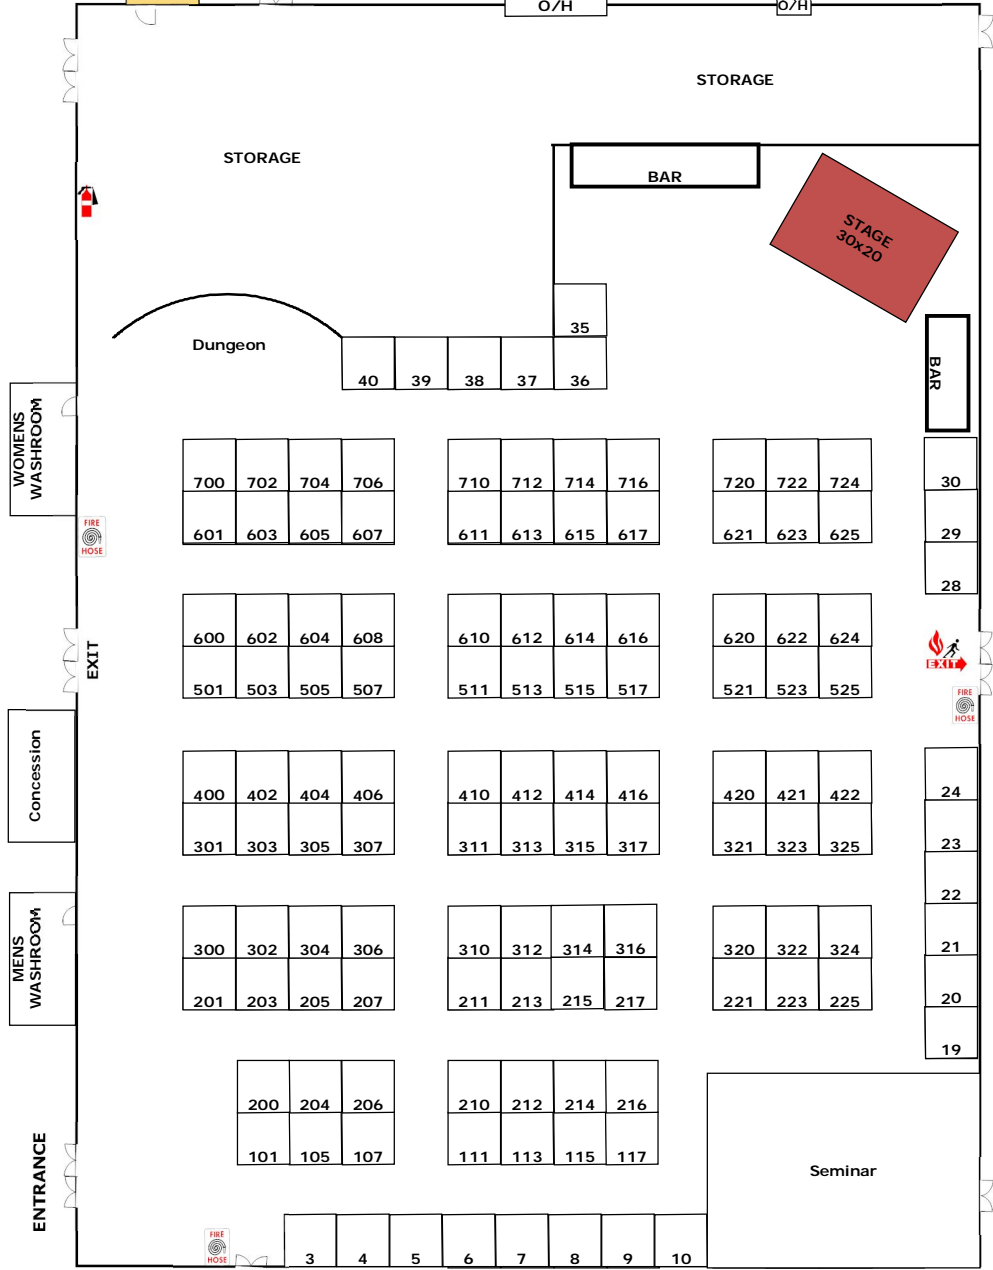 O/H
O/H
STORAGE
STORAGE
BAR
STAGE
30x20
35
Dungeon
BAR
40 39 38 37 36
WOMENS
WASHROOM
700 702 704 706 710 712 714 716 720 722 724 30
601 603 605 607 611 613 615 617 621 623 625 29
FIRE
HOSE
28
600 602 604 608 610 612 614 616 620 622 624
EXIT
EXIT
501 503 505 507 511 513 515 517 521 523 525
FIRE
HOSE
Concession
400 402 404 406 410 412 414 416 420 421 422 24
301 303 305 307 311 313 315 317 321 323 325 23
22
MENS
WASHROOM
300 302 304 306 310 312 314 316 320 322 324 21
201 203 205 207 211 213 215 217 221 223 225 20
19
200 204 206 210 212 214 216
101 105 107 111 113 115 117
ENTRANCE
Seminar
FIRE
HOSE
3 4 5 6 7 8 9 10